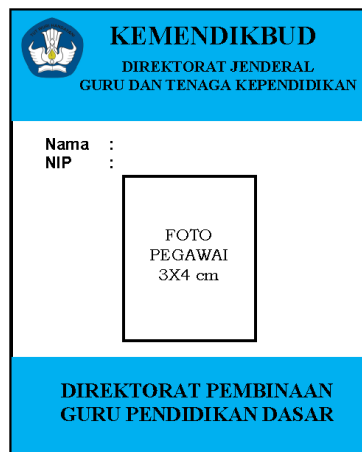 KEMENDIKBUD
DIREKTORAT JENDERAL
GURU DAN TENAGA KEPENDIDIKAN
Nama :
NIP :
FOTO
PEGAWAI
3X4 cm
DIREKTORAT PEMBINAAN
GURU PENDIDIKAN DASAR